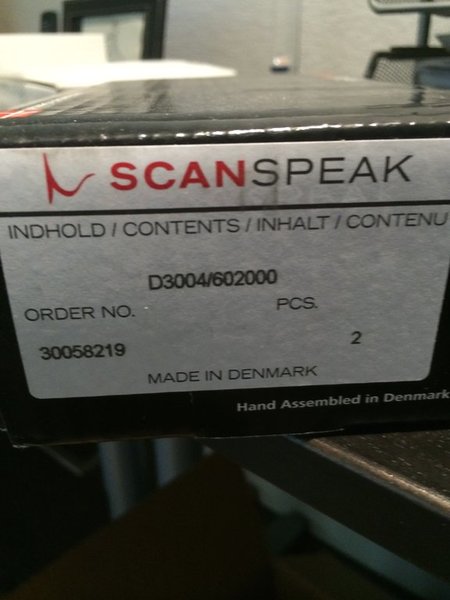 SCANSPEAK
INDHOLD / CONTENTS / INHALT / CONTENU
D3004/602000
ORDER NO. PCS.
30058219 2
MADE IN DENMARK
Hand Assembled in Denmark